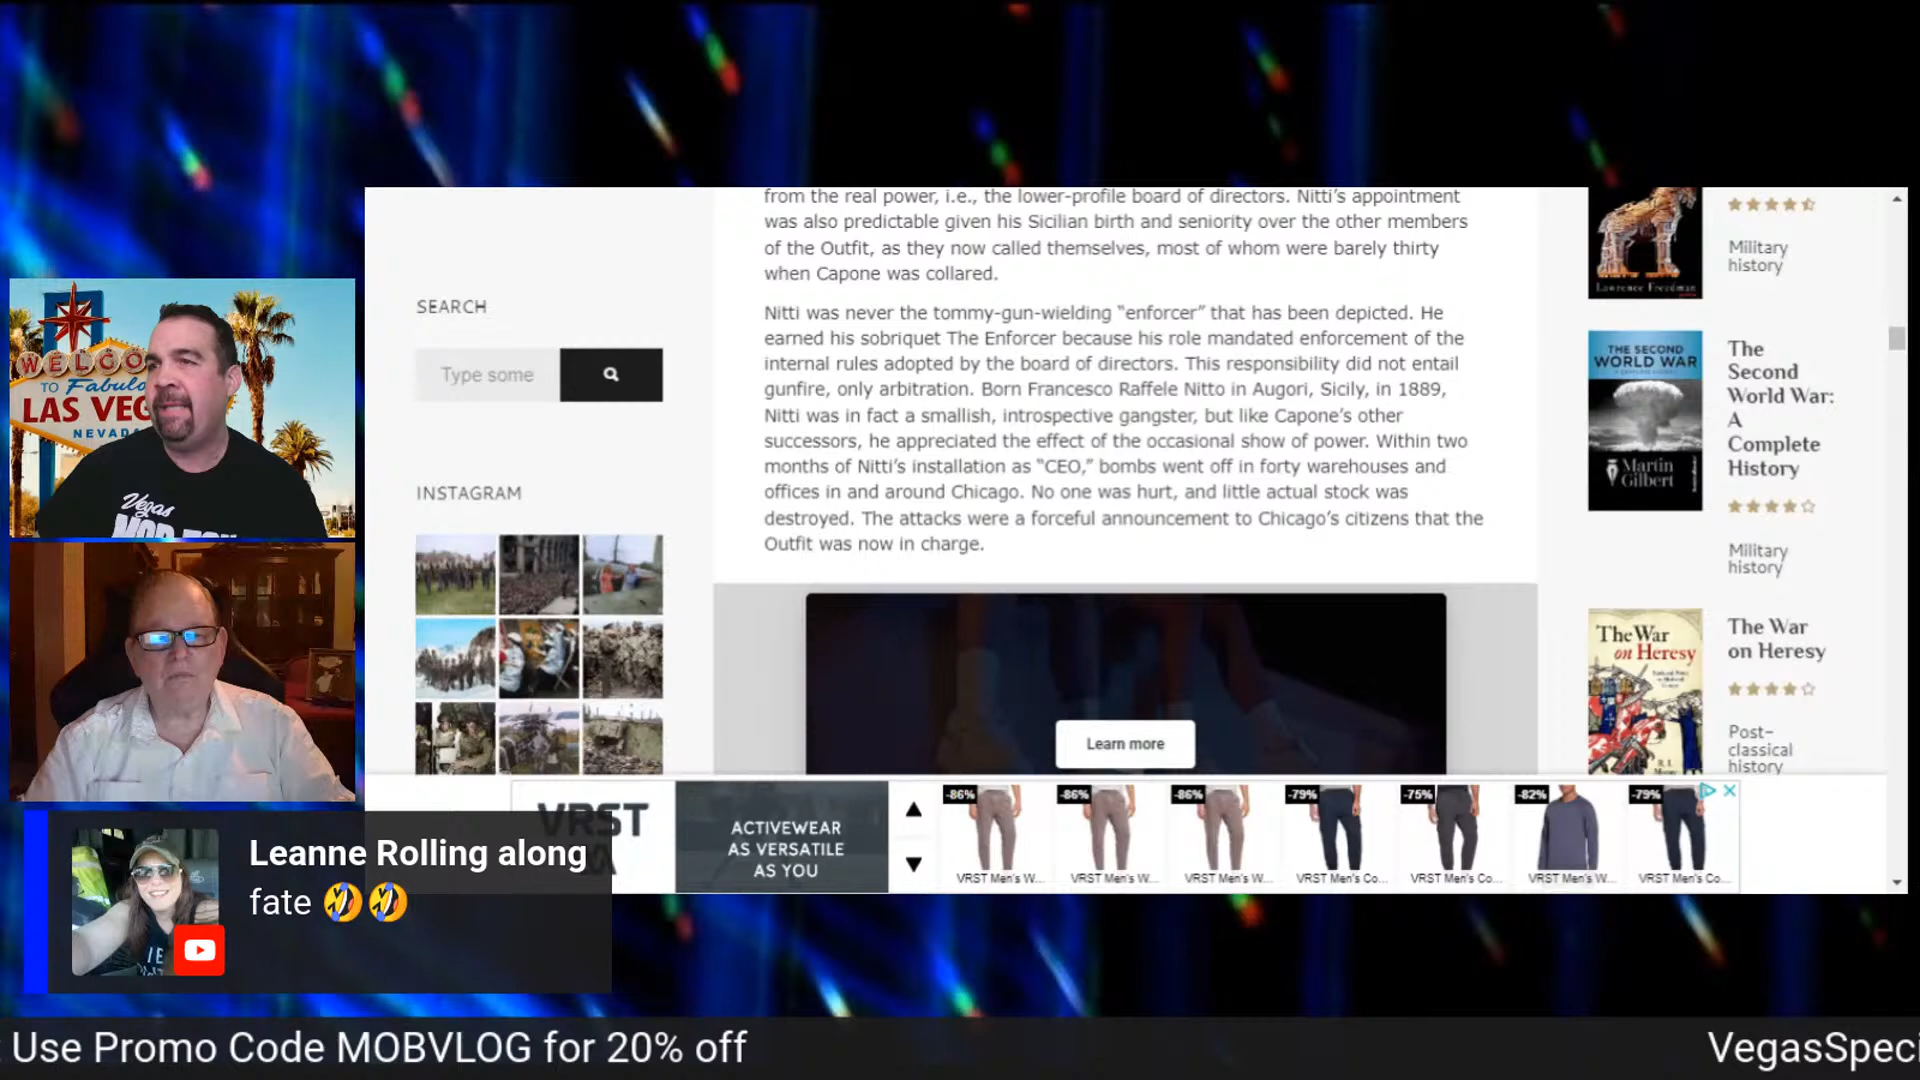 from the real power, i.e., the lower-profile board of directors. Nitti's appointment
was also predictable given his Sicilian birth and seniority over the other members
of the Outfit, as they now called themselves, most of whom were barely thirty
when Capone was collared.
Nitti was never the tommy-gun-wielding “enforcer” that has been depicted. He
earned his sobriquet The Enforcer because his role mandated enforcement of the
internal rules adopted by the board of directors. This responsibility did not entail
gunfire, only arbitration. Born Francesco Raffele Nitto in Augori, Sicily, in 1889,
Nitti was in fact a smallish, introspective gangster, but like Capone's other
successors, he appreciated the effect of the occasional show of power. Within two
months of Nitti's installation as “CEO,” bombs went off in forty warehouses and
offices in and around Chicago. No one was hurt, and little actual stock was
destroyed. The attacks were a forceful announcement to Chicago's citizens that the
Outfit was now in charge.
Learn more
SEARCH
Type some
INSTAGRAM
Lawrence Freedman
Military
history
THE SECOND
WORLD WAR
Martin
Gilbert
The
Second
World War:
A
Complete
History
Military
history
The War
on Heresy
The War
on Heresy
Post-
classical
history
WELCO
TO Fabulo
LAS VEG
NEVADA
Vegas
VRST
ACTIVEWEAR
AS VERSATILE
AS YOU
-86% -86% -86% -79% -75% -82% -79%
VRST Men's W... VRST Men's W... VRST Men's W... VRST Men's Co... VRST Men's Co... VRST Men's W... VRST Men's Co...
Leanne Rolling along
fate 🤣🤣
: Use Promo Code MOBVLOG for 20% off
VegasSpeci